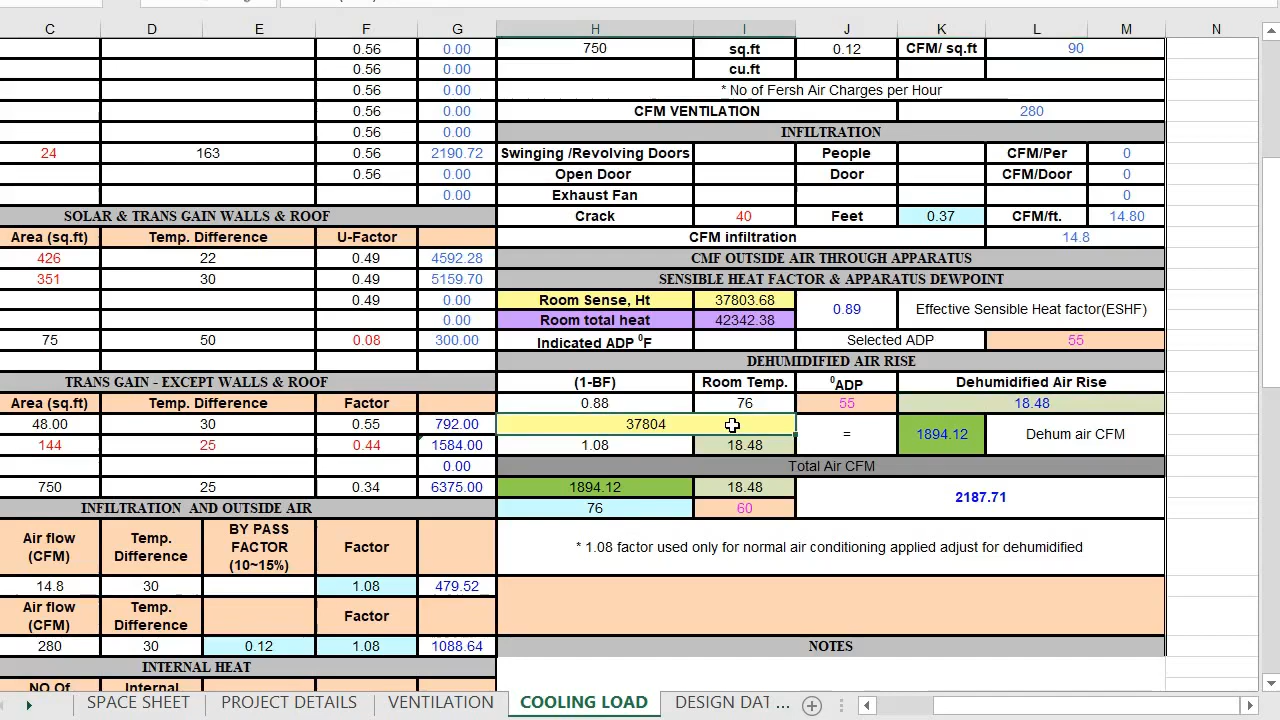 C D E F G H I J K L M N
0.56 0.00 750 sq.ft 0.12 CFM/ sq.ft 90
0.56 0.00 cu.ft
0.56 0.00 * No of Fersh Air Charges per Hour
0.56 0.00 CFM VENTILATION 280
0.56 0.00 INFILTRATION
24 163 0.56 2190.72 Swinging /Revolving Doors People CFM/Per 0
0.56 0.00 Open Door Door CFM/Door 0
0.00 Exhaust Fan 0
SOLAR & TRANS GAIN WALLS & ROOF Crack 40 Feet 0.37 CFM/ft. 14.80
Area (sq.ft) Temp. Difference U-Factor CFM infiltration 14.8
426 22 0.49 4592.28 CMF OUTSIDE AIR THROUGH APPARATUS
351 30 0.49 5159.70 SENSIBLE HEAT FACTOR & APPARATUS DEWPOINT
0.49 0.00 Room Sense, Ht 37803.68 0.89 Effective Sensible Heat factor(ESHF)
0.00 Room total heat 42342.38
75 50 0.08 300.00 Indicated ADP ⁰F Selected ADP 55
DEHUMIDIFIED AIR RISE
TRANS GAIN - EXCEPT WALLS & ROOF (1-BF) Room Temp. ⁰ADP Dehumidified Air Rise
Area (sq.ft) Temp. Difference Factor 0.88 76 55 18.48
48.00 30 0.55 792.00 37804 = 1894.12 Dehum air CFM
144 25 0.44 1584.00 1.08 18.48
0.00 Total Air CFM
750 25 0.34 6375.00 1894.12 18.48 2187.71
INFILTRATION AND OUTSIDE AIR 76 60
Air flow (CFM) Temp. Difference BY PASS FACTOR (10~15%) Factor * 1.08 factor used only for normal air conditioning applied adjust for dehumidified
14.8 30 1.08 479.52
Air flow (CFM) Temp. Difference Factor
280 30 0.12 1.08 1088.64 NOTES
INTERNAL HEAT
NO.Of Internal
SPACE SHEET PROJECT DETAILS VENTILATION COOLING LOAD DESIGN DAT ...